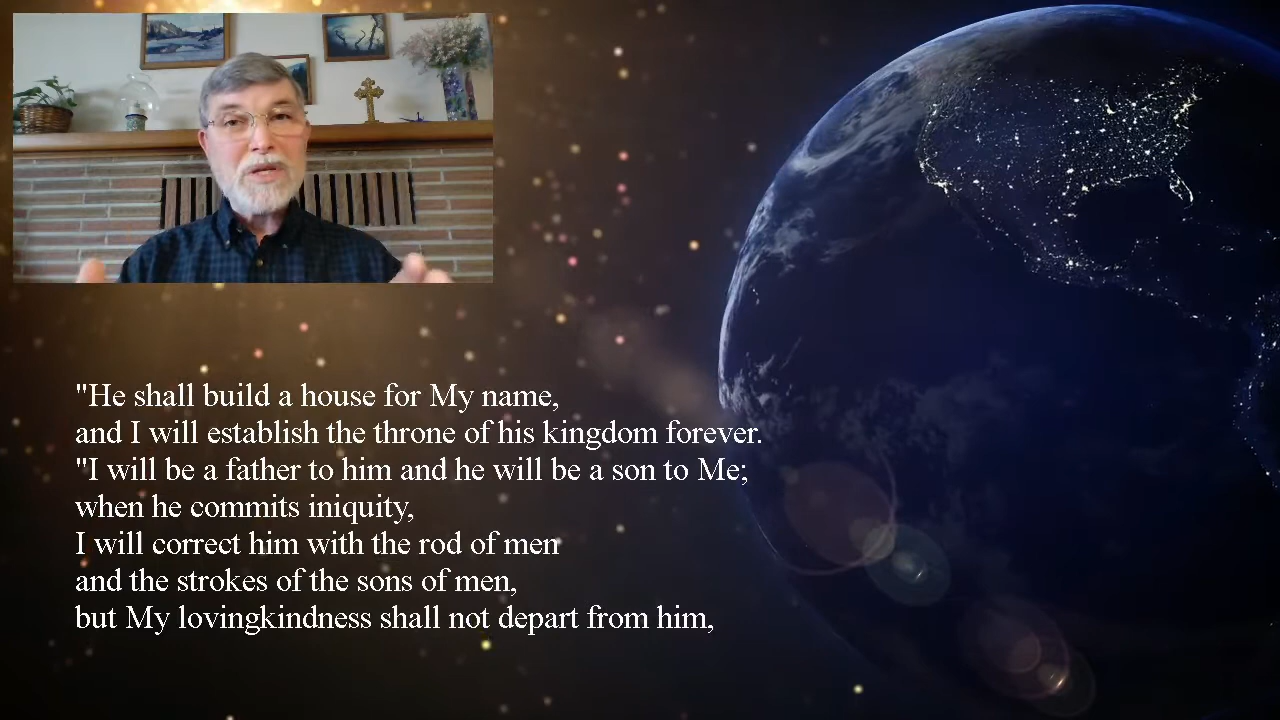 "He shall build a house for My name,
and I will establish the throne of his kingdom forever.
"I will be a father to him and he will be a son to Me;
when he commits iniquity,
I will correct him with the rod of men
and the strokes of the sons of men,
but My lovingkindness shall not depart from him,